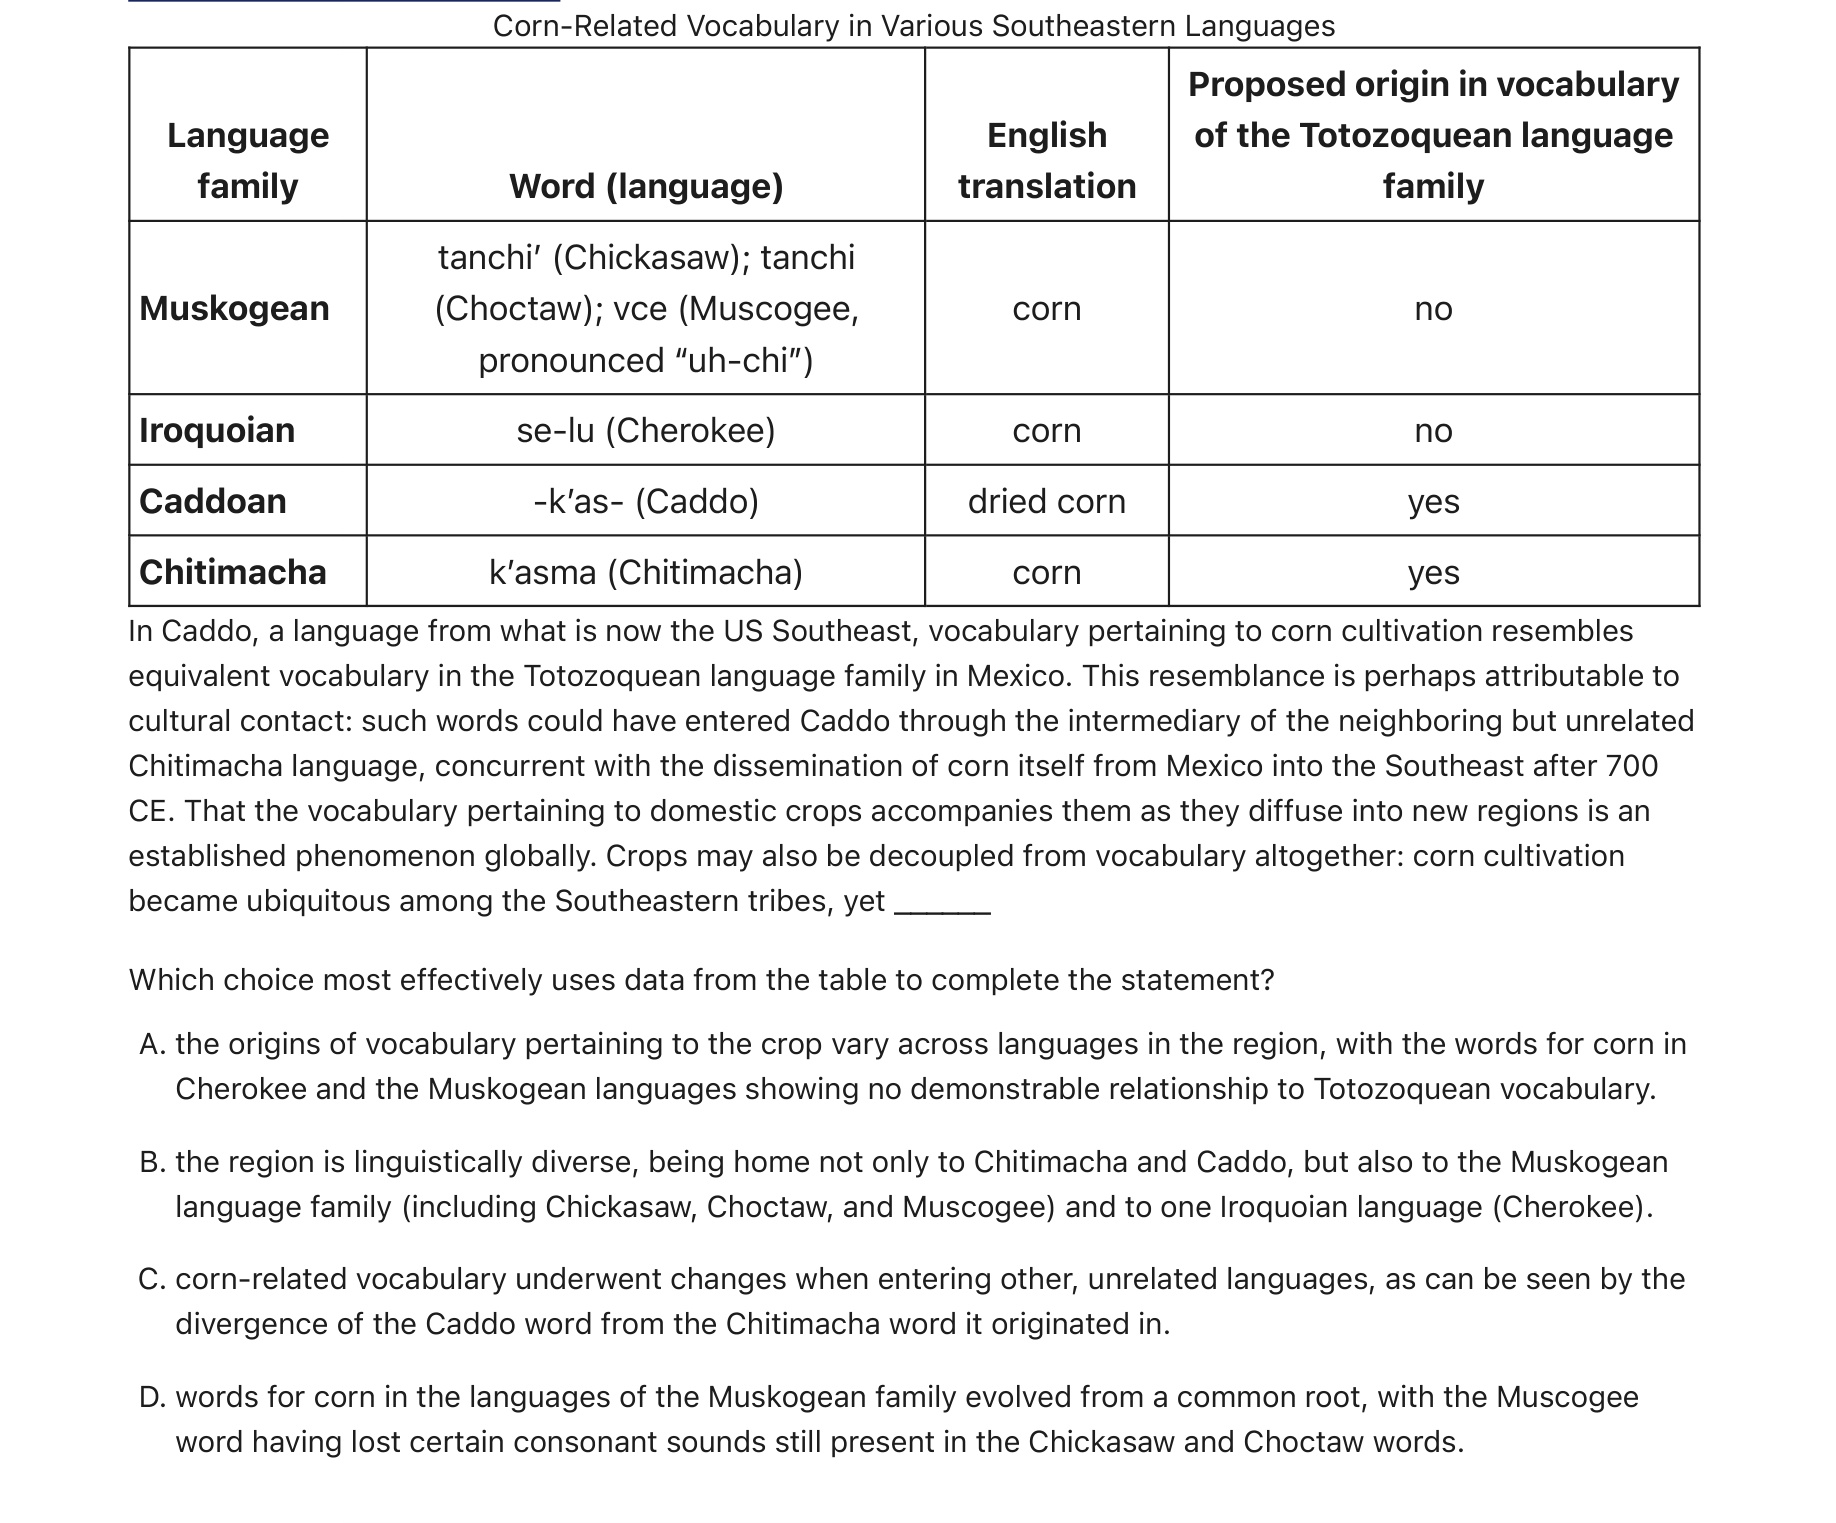 Corn-Related Vocabulary in Various Southeastern Languages
Language family
Word (language)
English translation
Proposed origin in vocabulary of the Totozoquean language family
Muskogean
tanchi’ (Chickasaw); tanchi
(Choctaw); vce (Muscogee,
pronounced “uh-chi”)
corn
no
Iroquoian
se-lu (Cherokee)
corn
no
Caddoan
-k’as- (Caddo)
dried corn
yes
Chitimacha
k’asma (Chitimacha)
corn
yes
In Caddo, a language from what is now the US Southeast, vocabulary pertaining to corn cultivation resembles
equivalent vocabulary in the Totozoquean language family in Mexico. This resemblance is perhaps attributable to
cultural contact: such words could have entered Caddo through the intermediary of the neighboring but unrelated
Chitimacha language, concurrent with the dissemination of corn itself from Mexico into the Southeast after 700
CE. That the vocabulary pertaining to domestic crops accompanies them as they diffuse into new regions is an
established phenomenon globally. Crops may also be decoupled from vocabulary altogether: corn cultivation
became ubiquitous among the Southeastern tribes, yet ______
Which choice most effectively uses data from the table to complete the statement?
A. the origins of vocabulary pertaining to the crop vary across languages in the region, with the words for corn in
Cherokee and the Muskogean languages showing no demonstrable relationship to Totozoquean vocabulary.
B. the region is linguistically diverse, being home not only to Chitimacha and Caddo, but also to the Muskogean
language family (including Chickasaw, Choctaw, and Muscogee) and to one Iroquoian language (Cherokee).
C. corn-related vocabulary underwent changes when entering other, unrelated languages, as can be seen by the
divergence of the Caddo word from the Chitimacha word it originated in.
D. words for corn in the languages of the Muskogean family evolved from a common root, with the Muscogee
word having lost certain consonant sounds still present in the Chickasaw and Choctaw words.